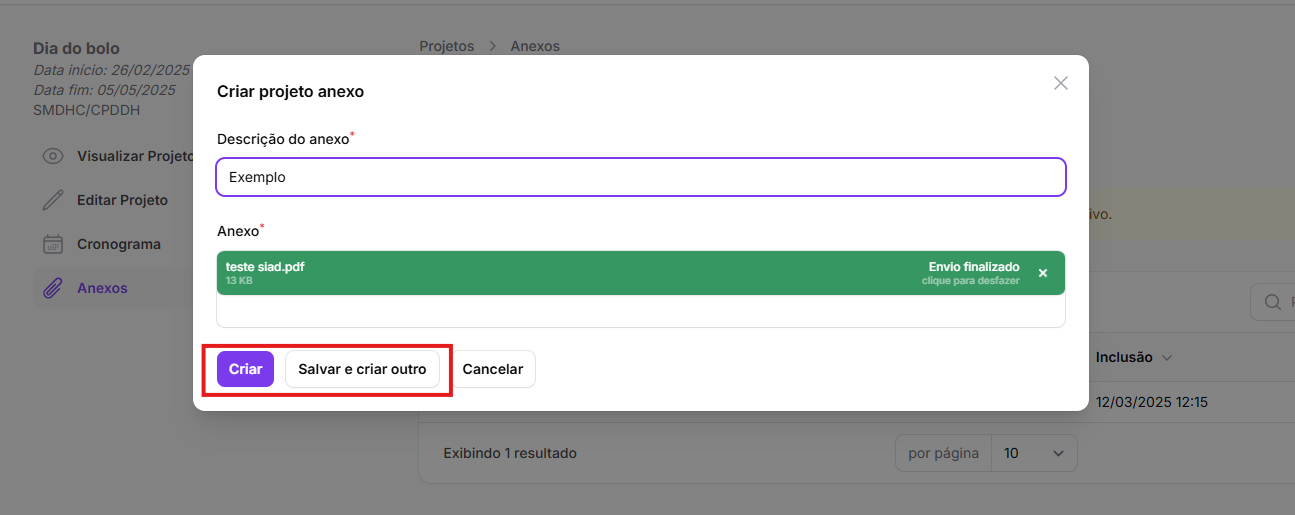 Dia do bolo
Data início: 26/02/2025
Data fim: 05/05/2025
SMDHC/CPDDH
Visualizar Projeto
Editar Projeto
Cronograma
Anexos
Projetos > Anexos
Criar projeto anexo
Descrição do anexo*
Exemplo
Anexo*
teste siad.pdf
13 KB
Envio finalizado
clique para desfazer
Criar
Salvar e criar outro
Cancelar
ivo.
Inclusão
12/03/2025 12:15
Exibindo 1 resultado
por página 10